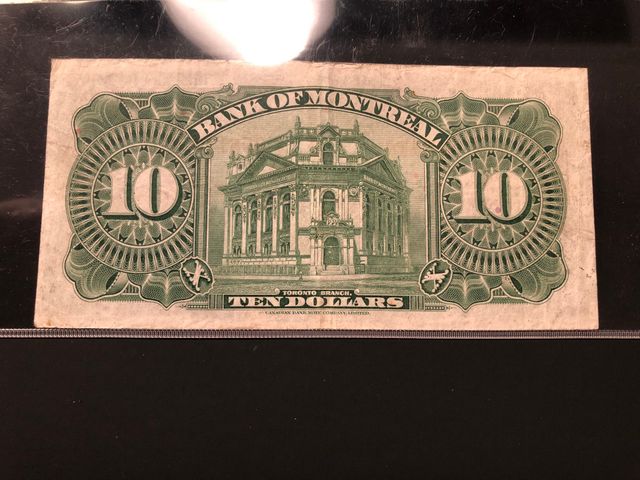 BANK OF MONTREAL
10
10
TORONTO BRANCH.
TEN DOLLARS
CANADIAN BANK NOTE COMPANY, LIMITED.